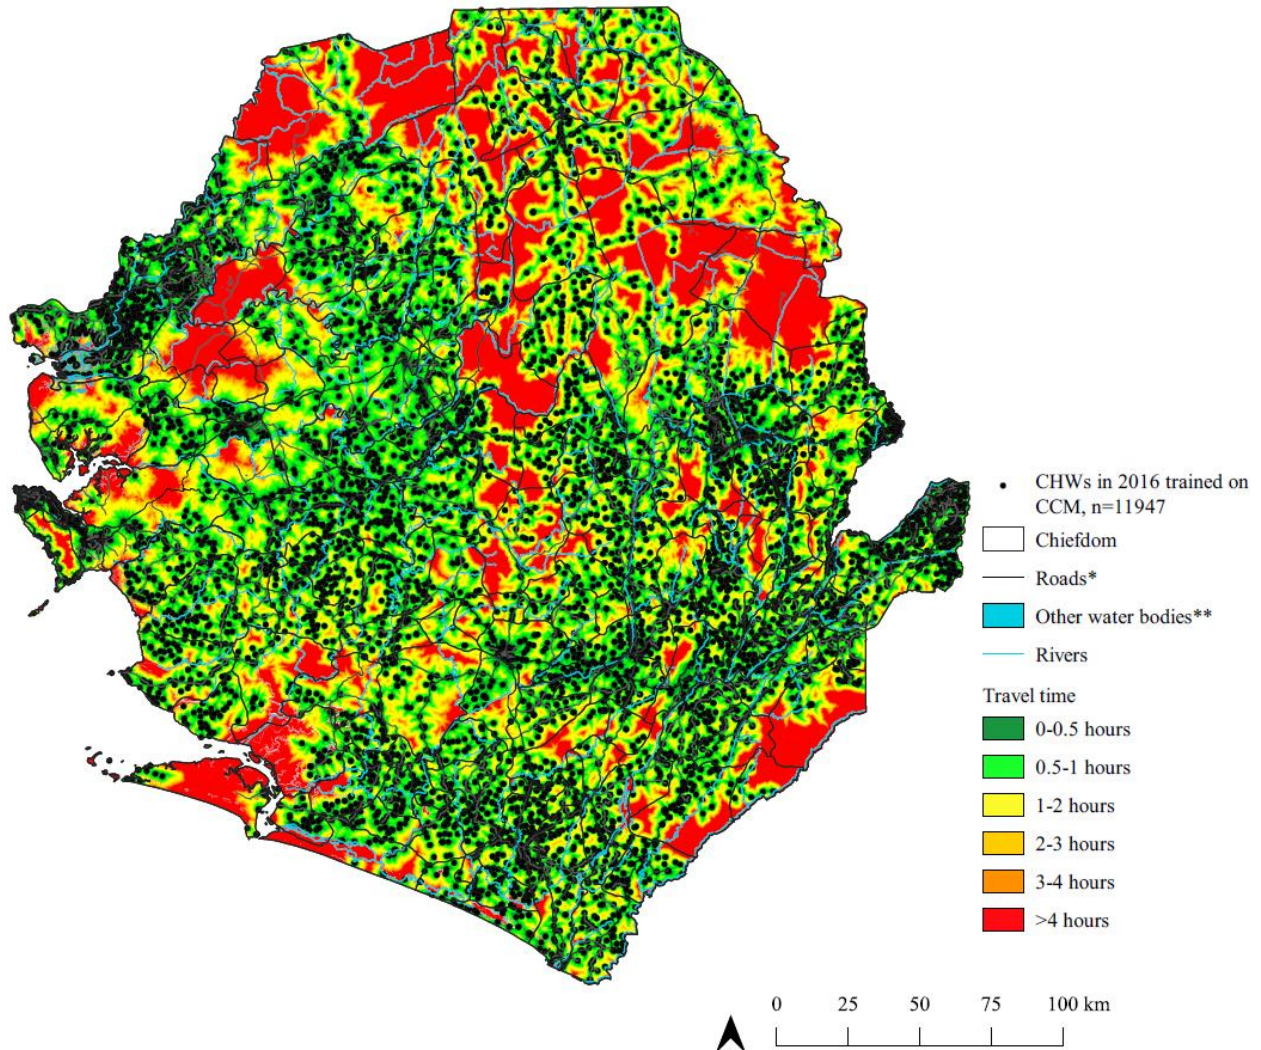 CHWs in 2016 trained on
CCM, n=11947
Chiefdom
Roads*
Other water bodies**
Rivers
Travel time
0-0.5 hours
0.5-1 hours
1-2 hours
2-3 hours
3-4 hours
>4 hours
0 25 50 75 100 km